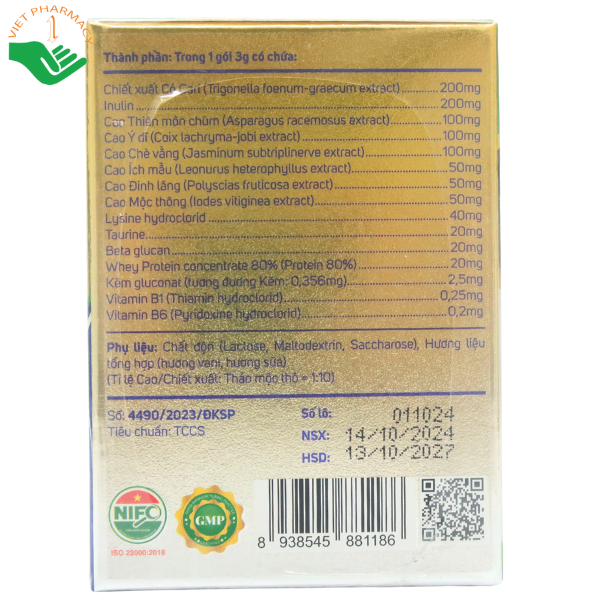 VIET PHARMACY
Thành phần: Trong 1 gói 3g có chứa:
Chiết xuất Cỏ Cari (Trigonella foenum-graecum extract)........200mg
Inulin........200mg
Cao Thiên môn chùm (Asparagus racemosus extract)........100mg
Cao Ý dĩ (Coix lachryma-jobi extract)........100mg
Cao Chè vằng (Jasminum subtriplinerve extract)........100mg
Cao Ích mẫu (Leonurus heterophyllus extract)........50mg
Cao Đinh lăng (Polyscias fruticosa extract)........50mg
Cao Mộc thông (Iodes vitiginea extract)........50mg
Lysine hydroclorid........40mg
Taurine........20mg
Beta glucan........20mg
Whey Protein concentrate 80% (Protein 80%)........20mg
Kẽm gluconat (tương đương Kẽm: 0,356mg)........2,5mg
Vitamin B1 (Thiamin hydroclorid)........0,25mg
Vitamin B6 (Pyridoxine hydroclorid)........0,2mg
Phụ liệu: Chất độn (Lactose, Maltodextrin, Saccharose), Hương liệu
tổng hợp (hương vani, hương sữa)
(Tỉ lệ Cao/Chiết xuất: Thảo mộc thô = 1:10)
Số: 4490/2023/ĐKSP
Tiêu chuẩn: TCCS
Số lô: 011024
NSX: 14/10/2024
HSD: 13/10/2027
NIFC
ISO 22000:2018
GMP
8 938545 881186